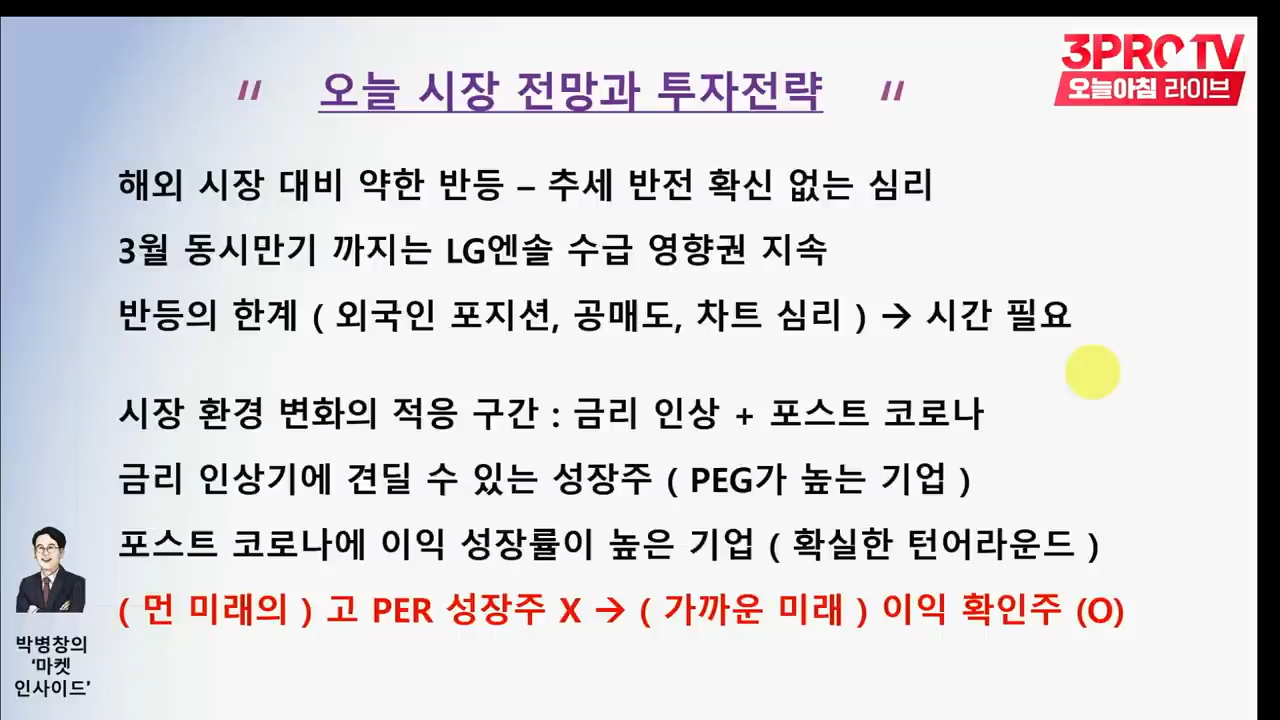 3PRO TV
오늘아침 라이브
" 오늘 시장 전망과 투자전략 "
해외 시장 대비 약한 반등 – 추세 반전 확신 없는 심리
3월 동시만기 까지는 LG엔솔 수급 영향권 지속
반등의 한계 ( 외국인 포지션, 공매도, 차트 심리 ) → 시간 필요
시장 환경 변화의 적응 구간 : 금리 인상 + 포스트 코로나
금리 인상기에 견딜 수 있는 성장주 ( PEG가 높는 기업 )
포스트 코로나에 이익 성장률이 높은 기업 ( 확실한 턴어라운드 )
( 먼 미래의 ) 고 PER 성장주 X → ( 가까운 미래 ) 이익 확인주 (O)
박병창의
‘마켓
인사이드’